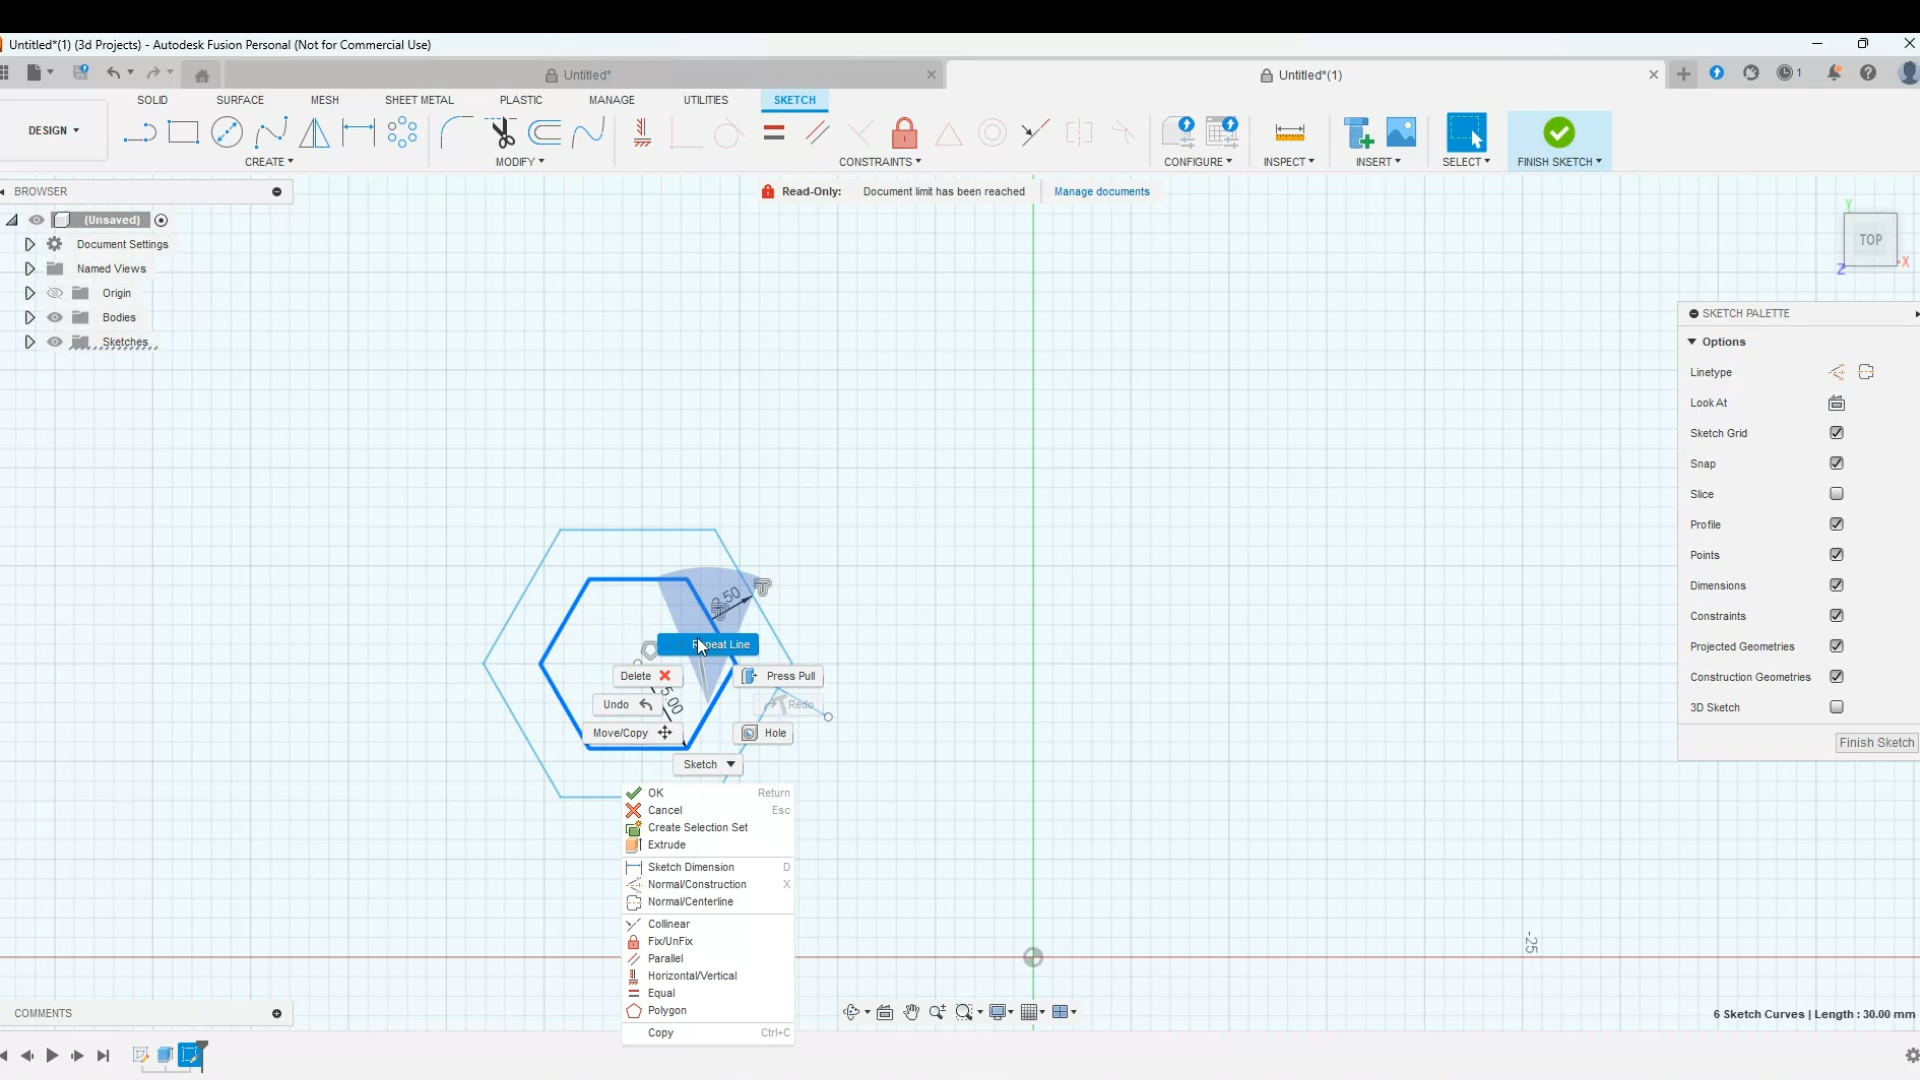 Untitled*(1) (3d Projects) - Autodesk Fusion Personal (Not for Commercial Use)
Untitled*
Untitled*(1)
1
SOLID SURFACE MESH SHEET METAL PLASTIC MANAGE UTILITIES SKETCH
DESIGN
CREATE MODIFY CONSTRAINTS CONFIGURE INSPECT INSERT SELECT FINISH SKETCH
BROWSER
Read-Only: Document limit has been reached Manage documents
(Unsaved)
Document Settings
Named Views
Origin
Bodies
Sketches
Y
TOP
X
Z
SKETCH PALETTE
Options
Linetype
Look At
Sketch Grid
Snap
Slice
Profile
Points
Dimensions
Constraints
Projected Geometries
Construction Geometries
3D Sketch
Finish Sketch
Repeat Line
Delete
Press Pull
Undo
Redo
5.00
Move/Copy
Hole
Sketch
OK Return
Cancel Esc
Create Selection Set
Extrude
Sketch Dimension D
Normal/Construction X
Normal/Centerline
Collinear
Fix/UnFix
Parallel
Horizontal/Vertical
Equal
Polygon
Copy Ctrl+C
-25
COMMENTS
6 Sketch Curves | Length : 30.00 mm